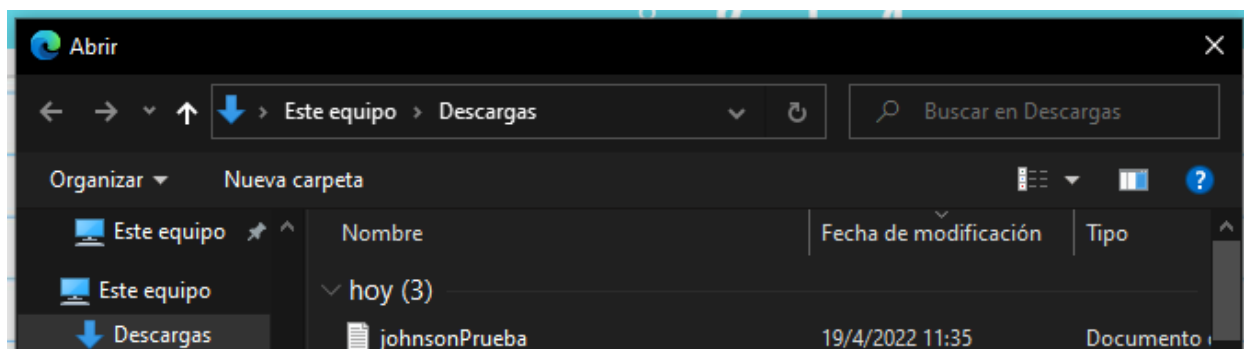 Abrir
Este equipo > Descargas
Buscar en Descargas
Organizar
Nueva carpeta
Este equipo
Nombre
Fecha de modificación
Tipo
Este equipo
hoy (3)
Descargas
johnsonPrueba
19/4/2022 11:35
Documento